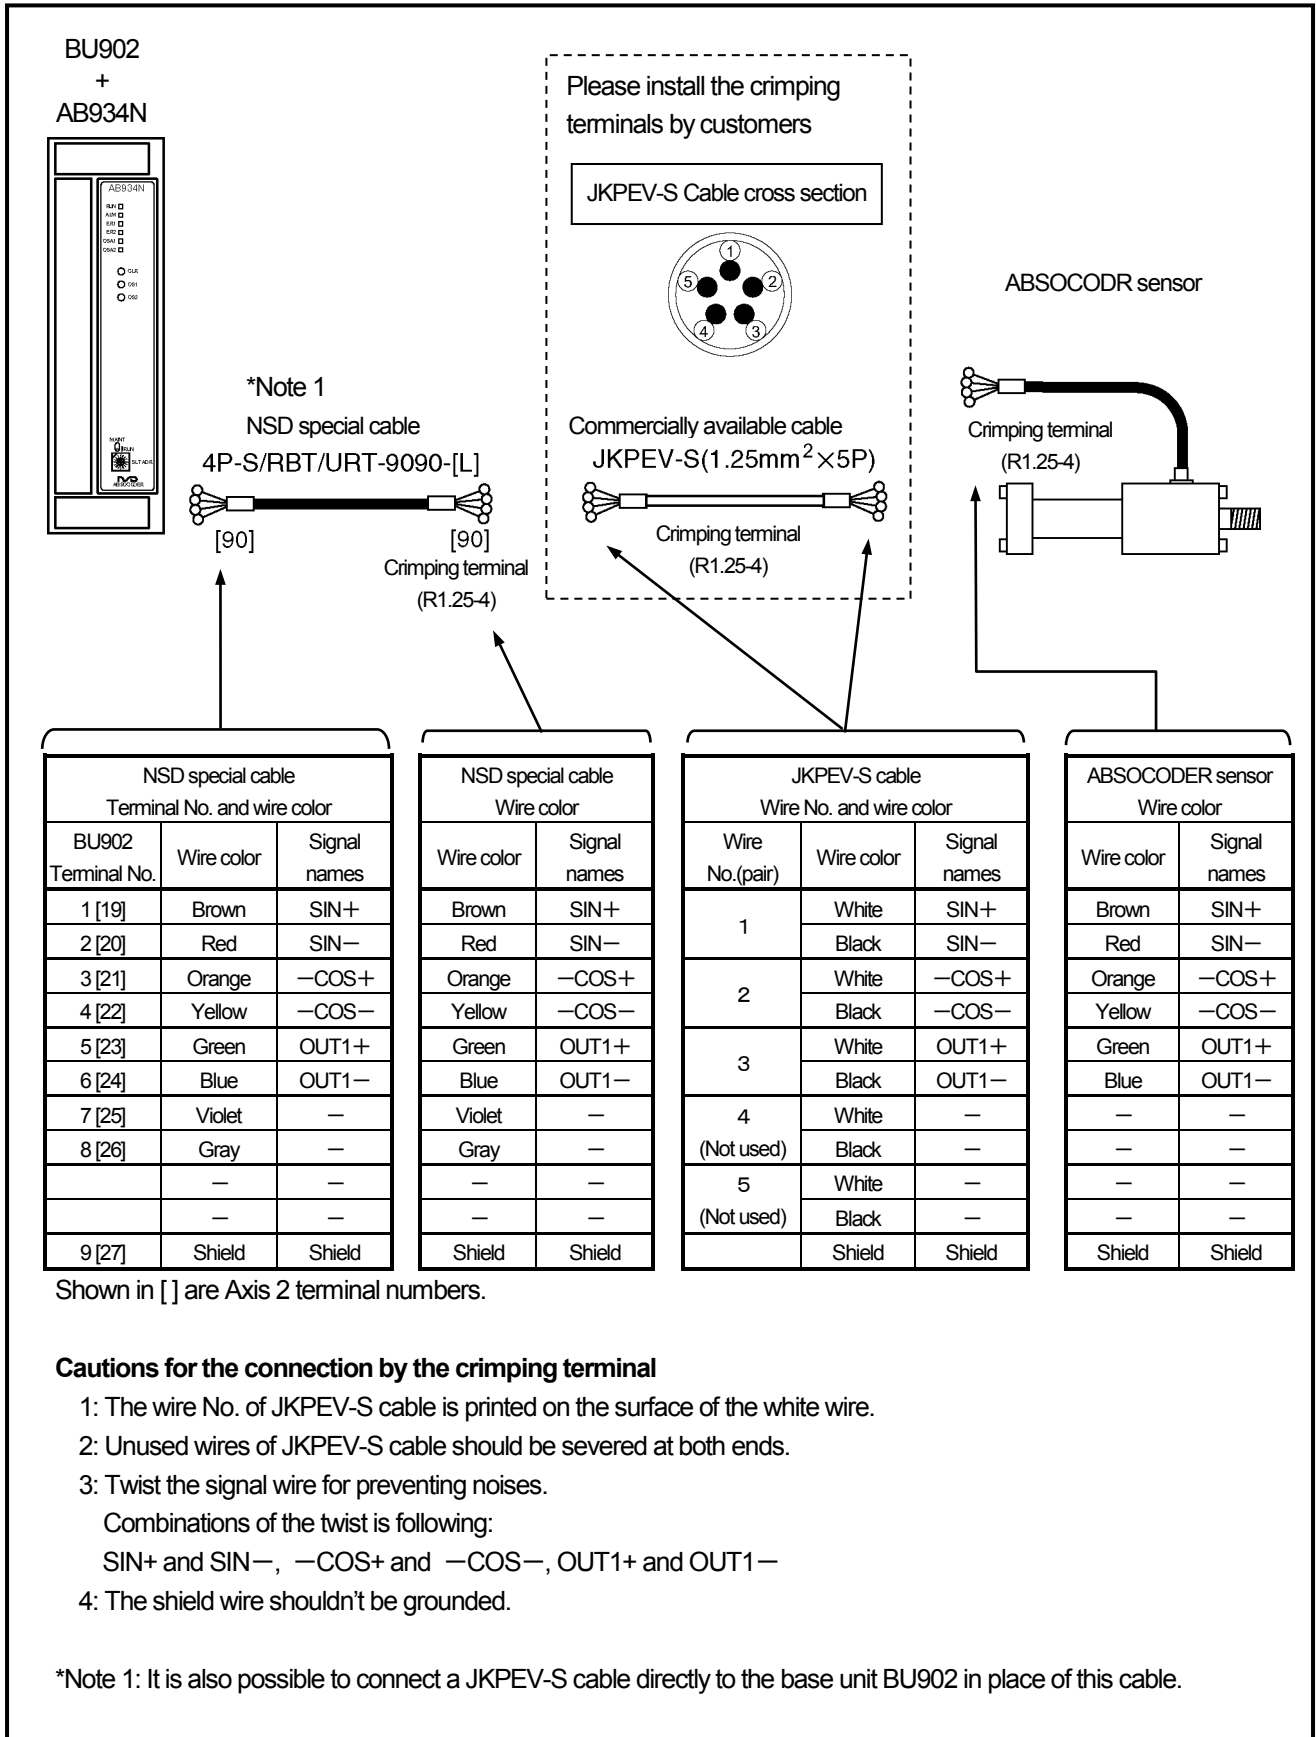 BU902
+
AB934N
AB934N
RUN
ALM
ER1
ER2
OSA1
OSA2
CLR
OS1
OS2
MAINT
RUN
SLT ADR.
ABSOCODER
Please install the crimping
terminals by customers
JKPEV-S Cable cross section
1
5 2
4 3
ABSOCODR sensor
*Note 1
NSD special cable
4P-S/RBT/URT-9090-[L]
[90] [90]
Crimping terminal
(R1.25-4)
Commercially available cable
JKPEV-S(1.25mm²×5P)
Crimping terminal
(R1.25-4)
Crimping terminal
(R1.25-4)
NSD special cable
Terminal No. and wire color
BU902 Terminal No. Wire color Signal names
1 [19] Brown SIN+
2 [20] Red SIN−
3 [21] Orange −COS+
4 [22] Yellow −COS−
5 [23] Green OUT1+
6 [24] Blue OUT1−
7 [25] Violet −
8 [26] Gray −
− −
− −
9 [27] Shield Shield
NSD special cable
Wire color
Wire color Signal names
Brown SIN+
Red SIN−
Orange −COS+
Yellow −COS−
Green OUT1+
Blue OUT1−
Violet −
Gray −
− −
− −
Shield Shield
JKPEV-S cable
Wire No. and wire color
Wire No.(pair) Wire color Signal names
1 White SIN+
Black SIN−
2 White −COS+
Black −COS−
3 White OUT1+
Black OUT1−
4 White −
(Not used) Black −
5 White −
(Not used) Black −
Shield Shield
ABSOCODER sensor
Wire color
Wire color Signal names
Brown SIN+
Red SIN−
Orange −COS+
Yellow −COS−
Green OUT1+
Blue OUT1−
− −
− −
− −
− −
Shield Shield
Shown in [ ] are Axis 2 terminal numbers.
Cautions for the connection by the crimping terminal
1: The wire No. of JKPEV-S cable is printed on the surface of the white wire.
2: Unused wires of JKPEV-S cable should be severed at both ends.
3: Twist the signal wire for preventing noises.
Combinations of the twist is following:
SIN+ and SIN−, −COS+ and −COS−, OUT1+ and OUT1−
4: The shield wire shouldn't be grounded.
*Note 1: It is also possible to connect a JKPEV-S cable directly to the base unit BU902 in place of this cable.